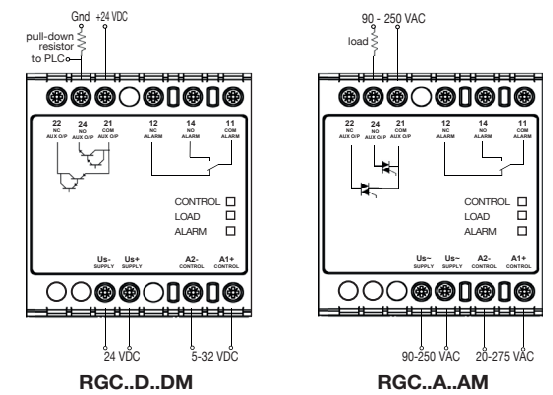 Gnd +24 VDC
pull-down
resistor
to PLC
22 24 21 12 14 11
NC NO COM NC NO COM
AUX O/P AUX O/P AUX O/P ALARM ALARM ALARM
CONTROL
LOAD
ALARM
Us- Us+ A2- A1+
SUPPLY SUPPLY CONTROL CONTROL
24 VDC 5-32 VDC
RGC..D..DM
90 - 250 VAC
load
22 24 21 12 14 11
NC NO COM NC NO COM
AUX O/P AUX O/P AUX O/P ALARM ALARM ALARM
CONTROL
LOAD
ALARM
Us~ Us~ A2- A1+
SUPPLY SUPPLY CONTROL CONTROL
90-250 VAC 20-275 VAC
RGC..A..AM